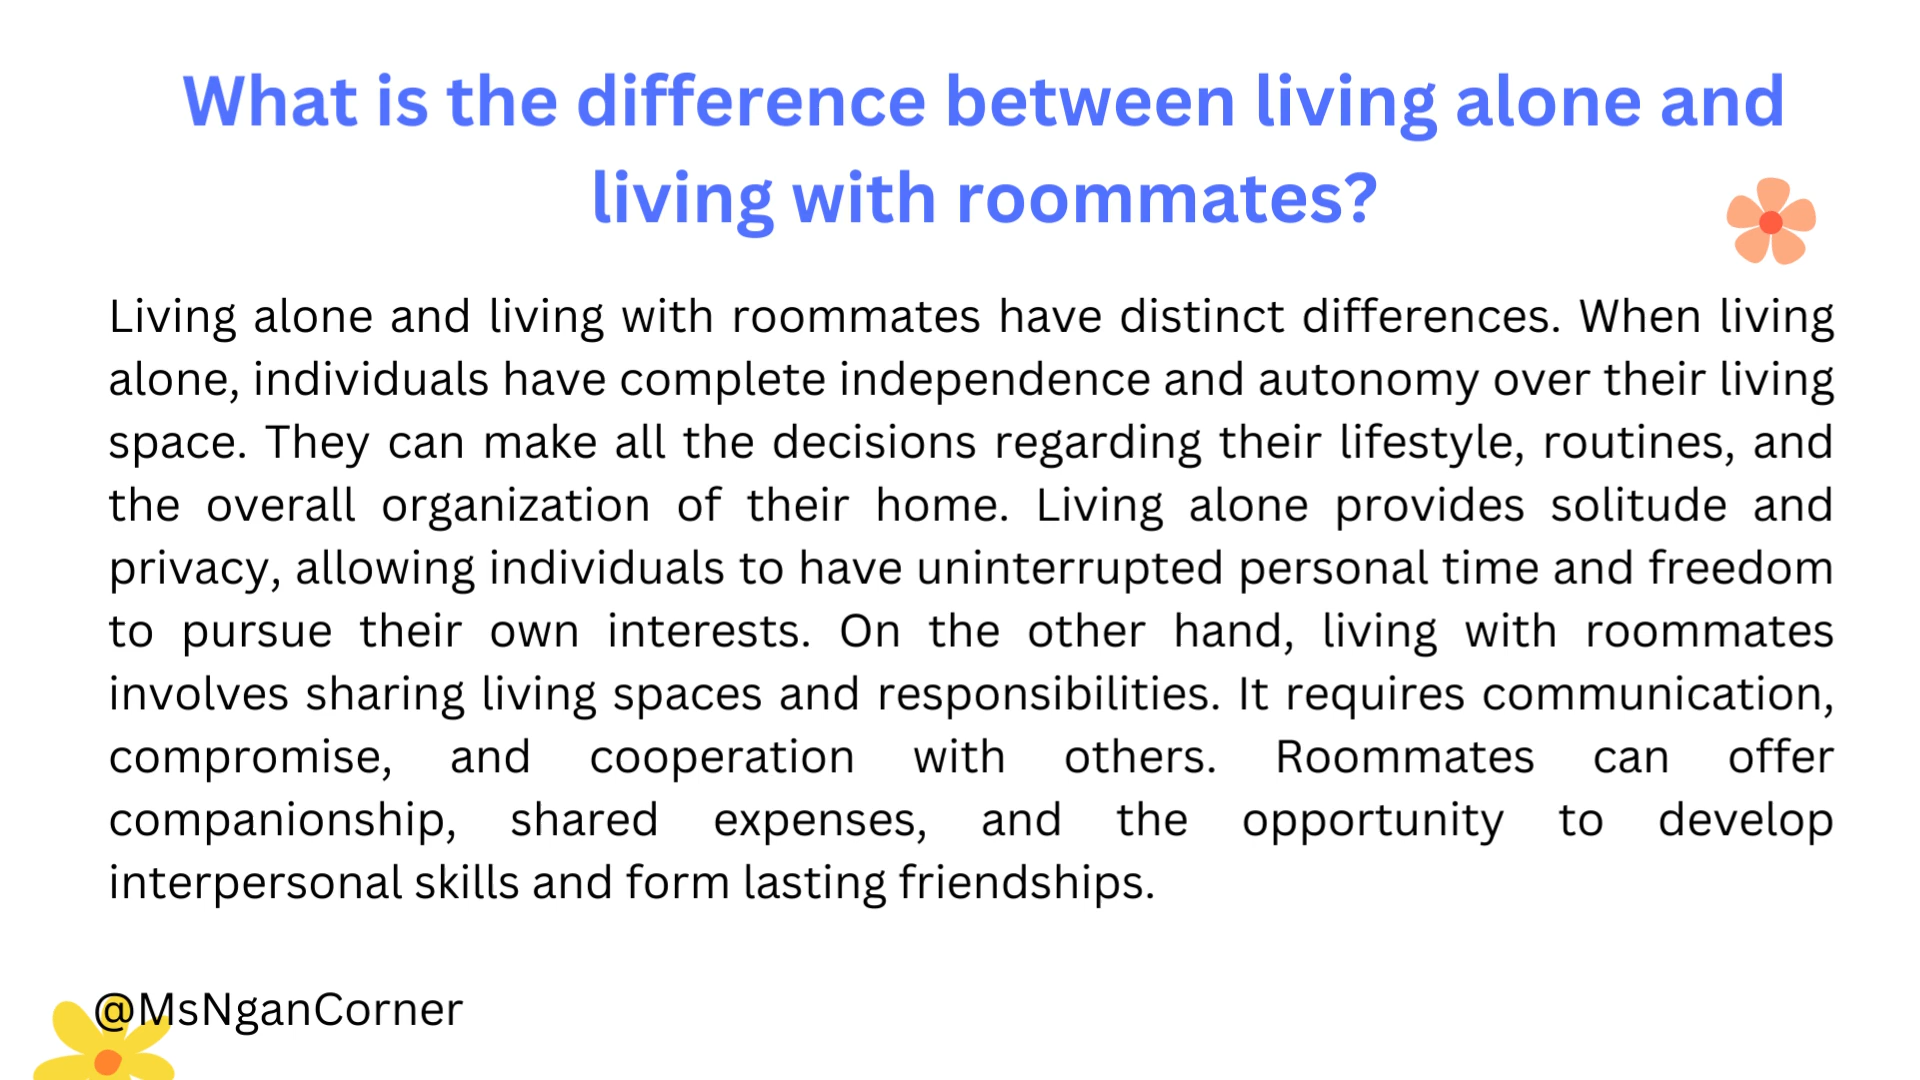 What is the difference between living alone and
living with roommates?
Living alone and living with roommates have distinct differences. When living
alone, individuals have complete independence and autonomy over their living
space. They can make all the decisions regarding their lifestyle, routines, and
the overall organization of their home. Living alone provides solitude and
privacy, allowing individuals to have uninterrupted personal time and freedom
to pursue their own interests. On the other hand, living with roommates
involves sharing living spaces and responsibilities. It requires communication,
compromise, and cooperation with others. Roommates can offer
companionship, shared expenses, and the opportunity to develop
interpersonal skills and form lasting friendships.
@MsNganCorner